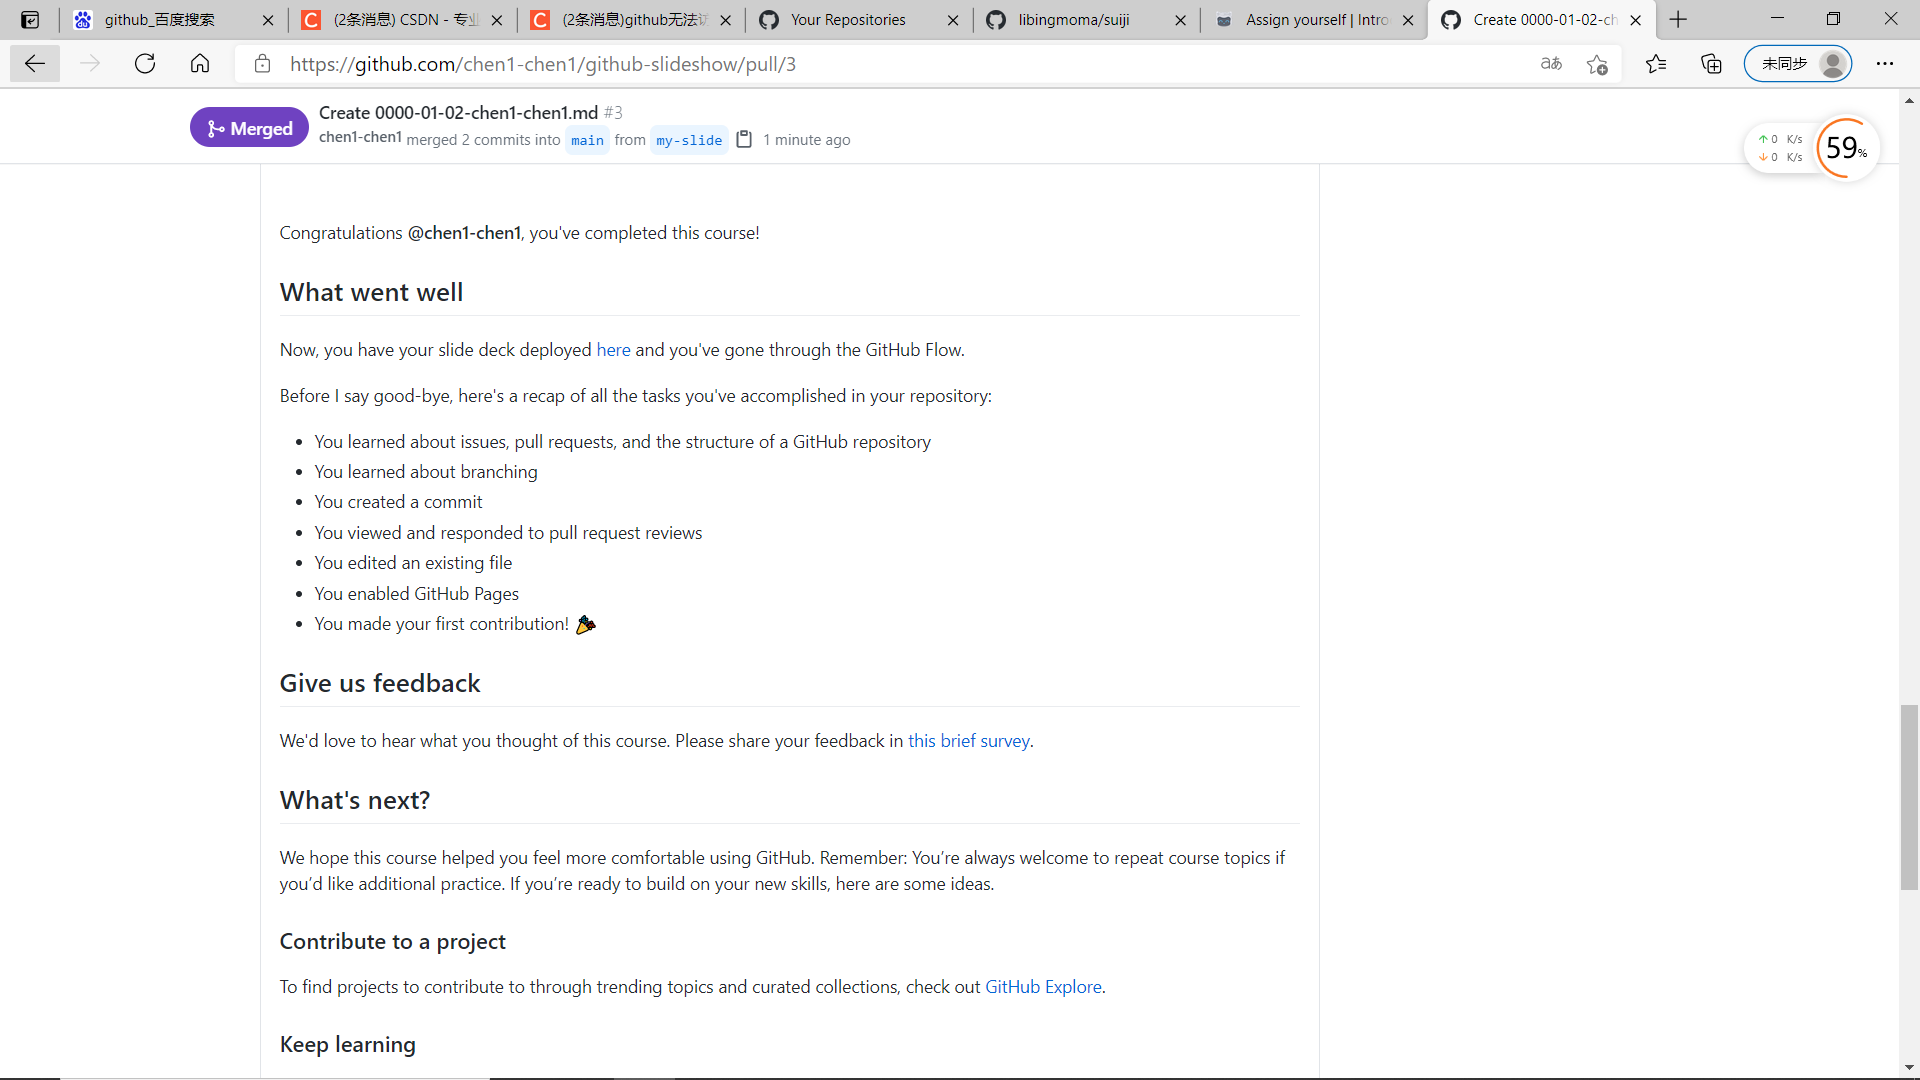 github_百度搜索
(2条消息) CSDN - 专业
(2条消息)github无法访
Your Repositories
libingmoma/suiji
Assign yourself | Intro
Create 0000-01-02-ch
https://github.com/chen1-chen1/github-slideshow/pull/3
未同步
Merged
Create 0000-01-02-chen1-chen1.md #3
chen1-chen1 merged 2 commits into main from my-slide 1 minute ago
↑ 0 K/s
↓ 0 K/s
59%
Congratulations @chen1-chen1, you've completed this course!
What went well
Now, you have your slide deck deployed here and you've gone through the GitHub Flow.
Before I say good-bye, here's a recap of all the tasks you've accomplished in your repository:
• You learned about issues, pull requests, and the structure of a GitHub repository
• You learned about branching
• You created a commit
• You viewed and responded to pull request reviews
• You edited an existing file
• You enabled GitHub Pages
• You made your first contribution! 🎉
Give us feedback
We'd love to hear what you thought of this course. Please share your feedback in this brief survey.
What's next?
We hope this course helped you feel more comfortable using GitHub. Remember: You’re always welcome to repeat course topics if
you’d like additional practice. If you’re ready to build on your new skills, here are some ideas.
Contribute to a project
To find projects to contribute to through trending topics and curated collections, check out GitHub Explore.
Keep learning